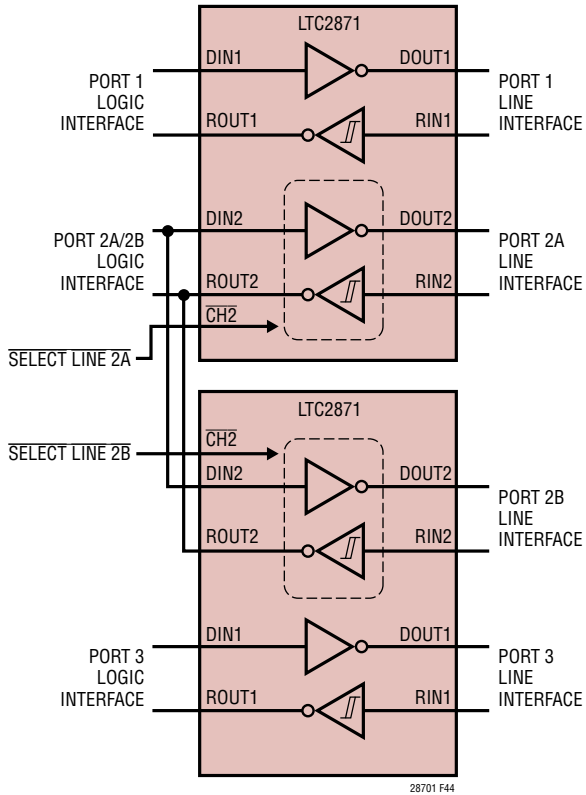 LTC2871
DIN1
DOUT1
PORT 1
LOGIC
INTERFACE
PORT 1
LINE
INTERFACE
ROUT1
RIN1
DIN2
DOUT2
PORT 2A/2B
LOGIC
INTERFACE
PORT 2A
LINE
INTERFACE
ROUT2
RIN2
CH2
SELECT LINE 2A
LTC2871
CH2
SELECT LINE 2B
DIN2
DOUT2
PORT 2B
LINE
INTERFACE
ROUT2
RIN2
DIN1
DOUT1
PORT 3
LOGIC
INTERFACE
PORT 3
LINE
INTERFACE
ROUT1
RIN1
28701 F44